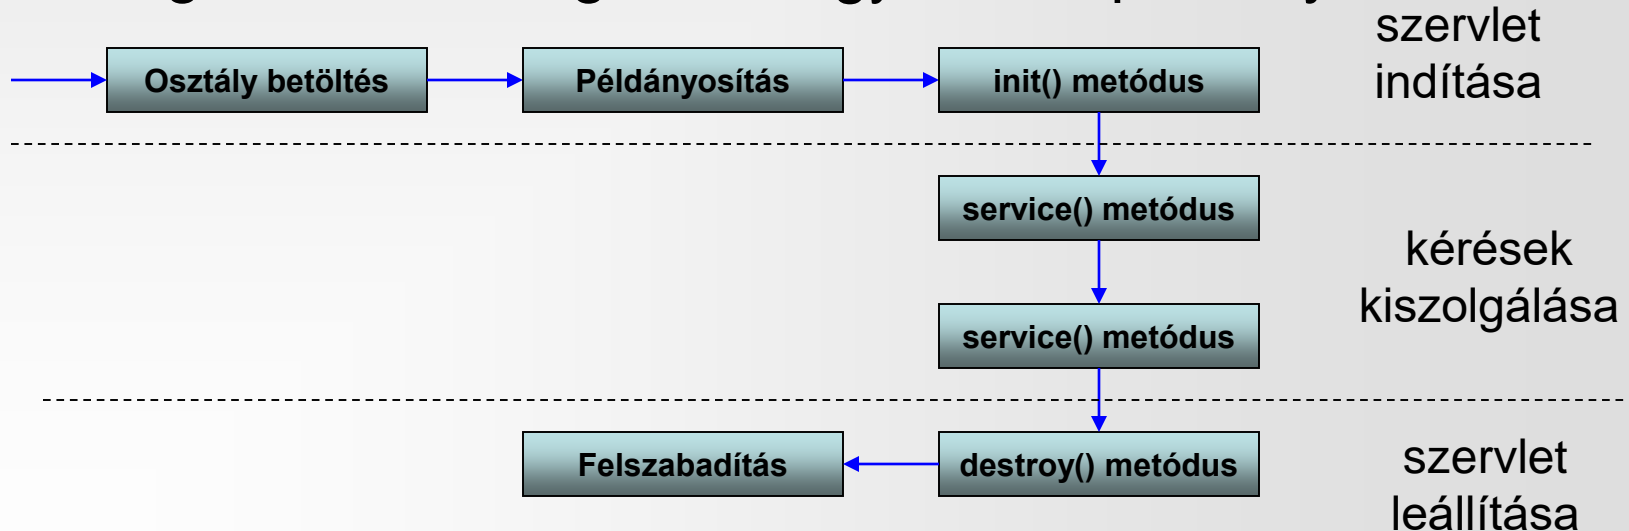 szervlet
indítása
Osztály betöltés
Példányosítás
init() metódus
service() metódus
kérések
kiszolgálása
service() metódus
Felszabadítás
destroy() metódus
szervlet
leállítása